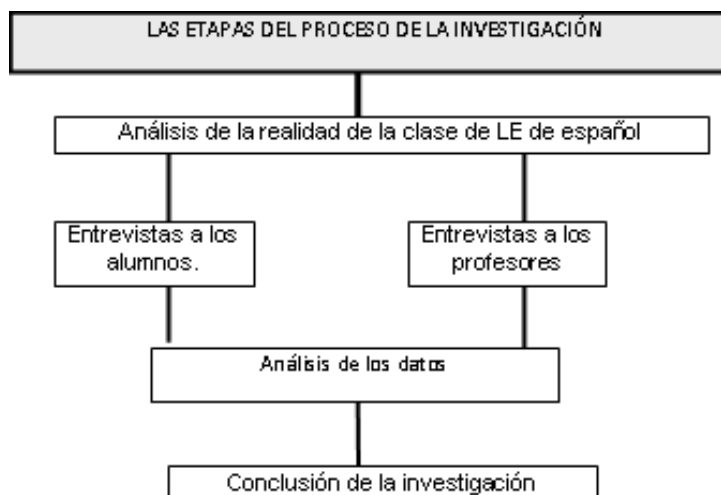 LAS ETAPAS DEL PROCESO DE LA INVESTIGACIÓN
Análisis de la realidad de la clase de LE de español
Entrevistas a los
alumnos.
Entrevistas a los
profesores
Análisis de los datos
Conclusión de la investigación